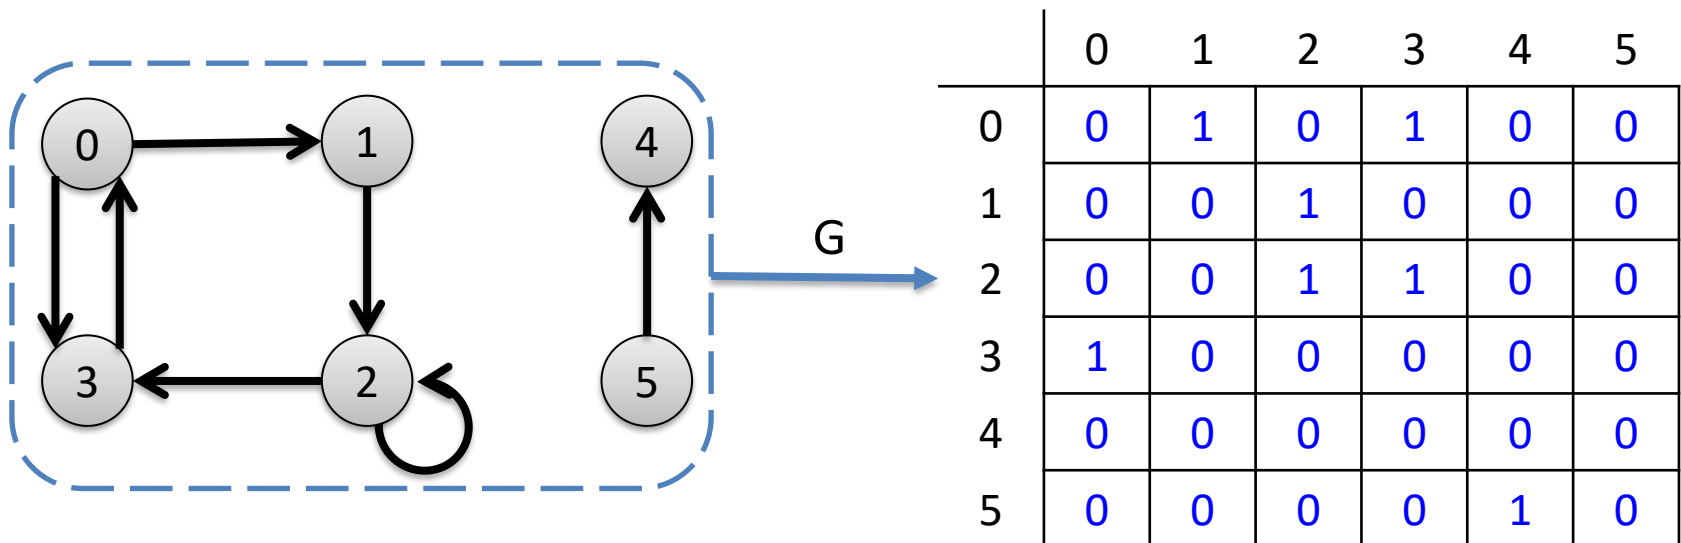 0 1 4
3 2 5
G
0 1 2 3 4 5
0 0 1 0 1 0 0
1 0 0 1 0 0 0
2 0 0 1 1 0 0
3 1 0 0 0 0 0
4 0 0 0 0 0 0
5 0 0 0 0 1 0